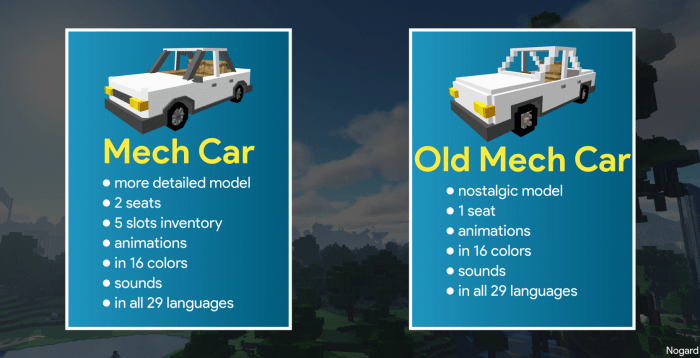 Mech Car
• more detailed model
• 2 seats
• 5 slots inventory
• animations
• in 16 colors
• sounds
• in all 29 languages
Old Mech Car
• nostalgic model
• 1 seat
• animations
• in 16 colors
• sounds
• in all 29 languages
Nogard